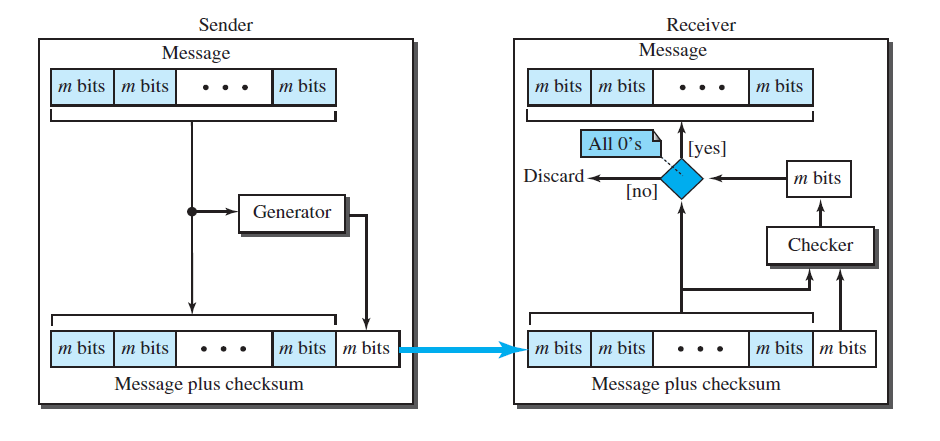 Sender
Message
m bits m bits • • • m bits
Generator
m bits m bits • • • m bits m bits
Message plus checksum
Receiver
Message
m bits m bits • • • m bits
All 0's
[yes]
Discard
[no]
m bits
Checker
m bits m bits • • • m bits m bits
Message plus checksum